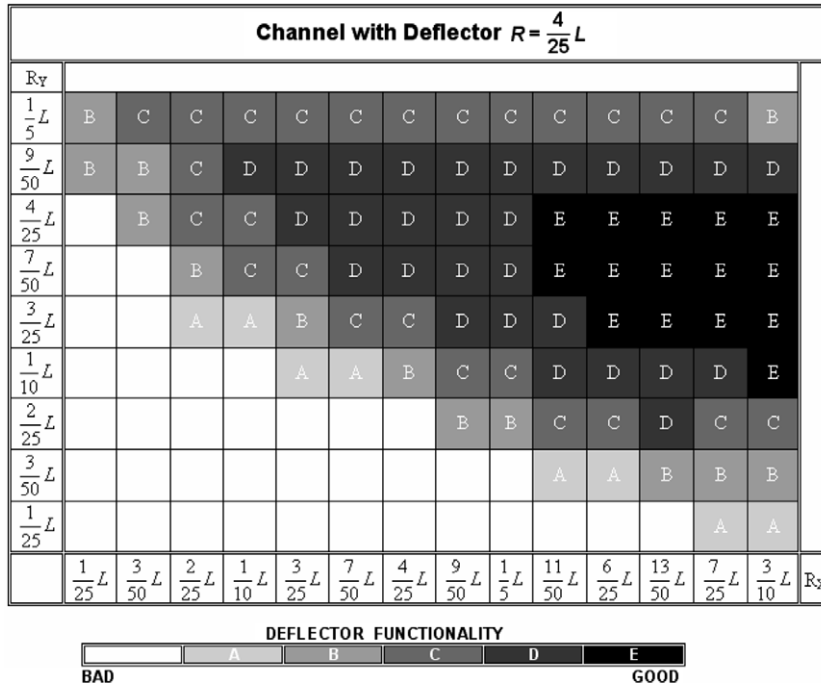 Channel with Deflector R = 4/25 L
R_Y
1/5 L B C C C C C C C C C C C C B
9/50 L B B C D D D D D D D D D D D
4/25 L B C C D D D D D E E E E E
7/50 L B C C D D D D E E E E E
3/25 L A A B C C D D D E E E E
1/10 L A A B C C D D D D E
2/25 L B B C C D C C
3/50 L A A B B B
1/25 L A A
1/25 L 3/50 L 2/25 L 1/10 L 3/25 L 7/50 L 4/25 L 9/50 L 1/5 L 11/50 L 6/25 L 13/50 L 7/25 L 3/10 L R_X
DEFLECTOR FUNCTIONALITY
A B C D E
BAD GOOD